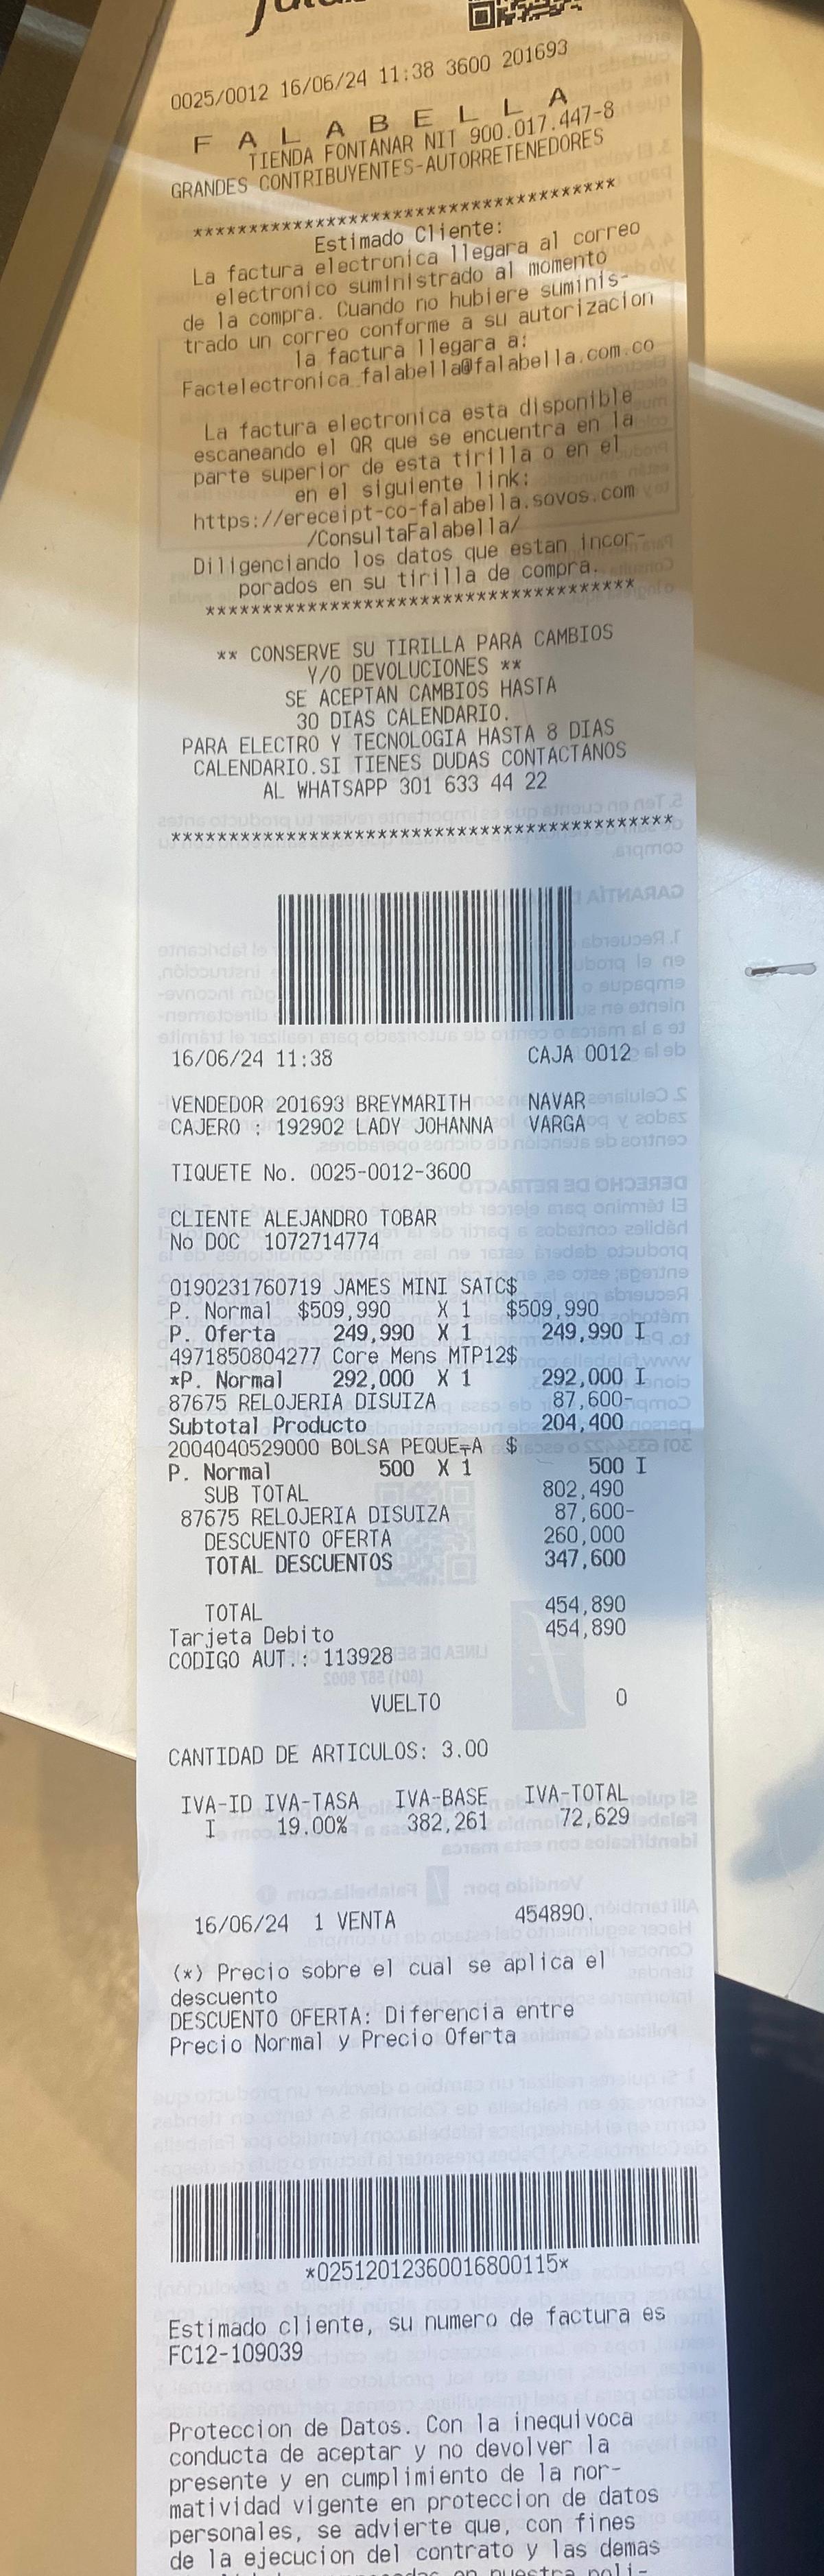 0025/0012 16/06/24 11:38 3600 201693
F A L A B E L L A
TIENDA FONTANAR NIT 900.017.447-8
GRANDES CONTRIBUYENTES-AUTORRETENEDORES
*************************************
Estimado Cliente:
La factura electronica llegara al correo
electronico suministrado al momento
de la compra. Cuando no hubiere suminis-
trado un correo conforme a su autorizacion
la factura llegara a:
Factelectronica_falabella@falabella.com.co
La factura electronica esta disponible
escaneando el QR que se encuentra en la
parte superior de esta tirilla o en el
en el siguiente link:
https://ereceipt-co-falabella.sovos.com
/ConsultaFalabella/
Diligenciando los datos que estan incor-
porados en su tirilla de compra.
**************************************
** CONSERVE SU TIRILLA PARA CAMBIOS
Y/O DEVOLUCIONES **
SE ACEPTAN CAMBIOS HASTA
30 DIAS CALENDARIO.
PARA ELECTRO Y TECNOLOGIA HASTA 8 DIAS
CALENDARIO.SI TIENES DUDAS CONTACTANOS
AL WHATSAPP 301 633 44 22
********************************************
16/06/24 11:38 CAJA 0012
VENDEDOR 201693 BREYMARITH NAVAR
CAJERO : 192902 LADY JOHANNA VARGA
TIQUETE No. 0025-0012-3600
CLIENTE ALEJANDRO TOBAR
No DOC 1072714774
0190231760719 JAMES MINI SATC$
P. Normal $509,990 X 1 $509,990
P. Oferta 249,990 X 1 249,990 I
4971850804277 Core Mens MTP12$
*P. Normal 292,000 X 1 292,000 I
87675 RELOJERIA DISUIZA 87,600-
Subtotal Producto 204,400
2004040529000 BOLSA PEQUE╤A $
P. Normal 500 X 1 500 I
SUB TOTAL 802,490
87675 RELOJERIA DISUIZA 87,600-
DESCUENTO OFERTA 260,000
TOTAL DESCUENTOS 347,600
TOTAL 454,890
Tarjeta Debito 454,890
CODIGO AUT.: 113928
VUELTO 0
CANTIDAD DE ARTICULOS: 3.00
IVA-ID IVA-TASA IVA-BASE IVA-TOTAL
I 19.00% 382,261 72,629
16/06/24 1 VENTA 454890.
(*) Precio sobre el cual se aplica el
descuento
DESCUENTO OFERTA: Diferencia entre
Precio Normal y Precio Oferta
*02512012360016800115*
Estimado cliente, su numero de factura es
FC12-109039
Proteccion de Datos. Con la inequivoca
conducta de aceptar y no devolver la
presente y en cumplimiento de la nor-
matividad vigente en proteccion de datos
personales, se advierte que, con fines
de la ejecucion del contrato y las demas